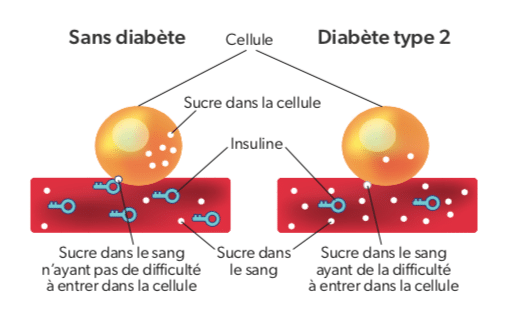 Sans diabète
Cellule
Diabète type 2
Sucre dans la cellule
Insuline
Sucre dans le sang
n'ayant pas de difficulté
à entrer dans la cellule
Sucre dans
le sang
Sucre dans le sang
ayant de la difficulté
à entrer dans la cellule